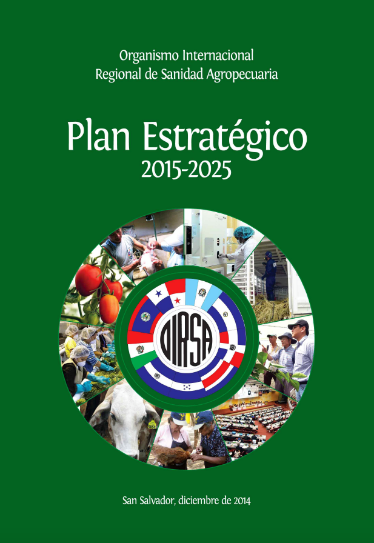 Organismo Internacional
Regional de Sanidad Agropecuaria
Plan Estratégico
2015-2025
OIRSA
San Salvador, diciembre de 2014